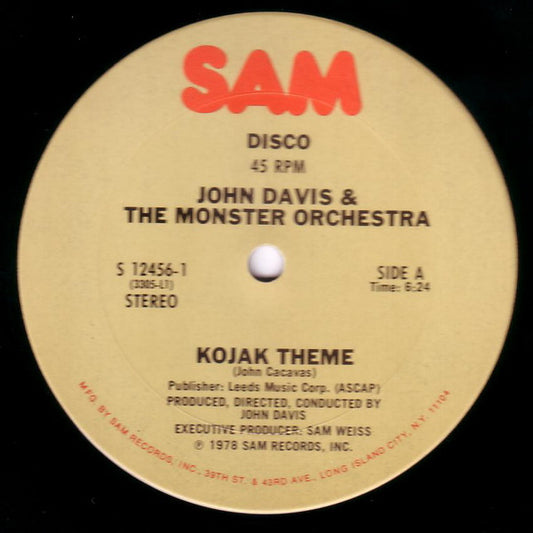 SAM
DISCO
45 RPM
JOHN DAVIS &
THE MONSTER ORCHESTRA
S 12456-1
(3305-L1)
STEREO
SIDE A
Time: 6:24
KOJAK THEME
(John Cacavas)
Publisher: Leeds Music Corp. (ASCAP)
PRODUCED, DIRECTED, CONDUCTED BY
JOHN DAVIS
EXECUTIVE PRODUCER: SAM WEISS
℗ 1978 SAM RECORDS, INC.
MFG. BY SAM RECORDS, INC., 39TH ST. & 43RD AVE., LONG ISLAND CITY, N.Y. 11104